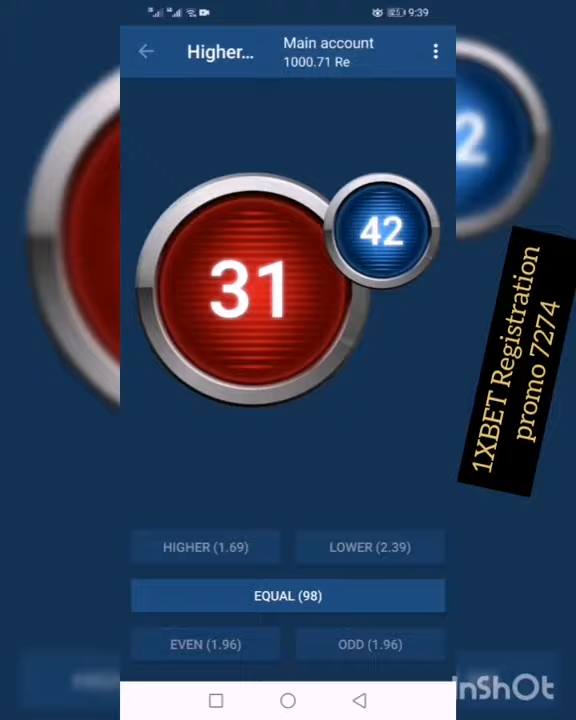 9:39
Higher...
Main account
1000.71 Re
2
42
31
1XBET Registration
promo 7274
HIGHER (1.69)
LOWER (2.39)
EQUAL (98)
EVEN (1.96)
ODD (1.96)
InShOt